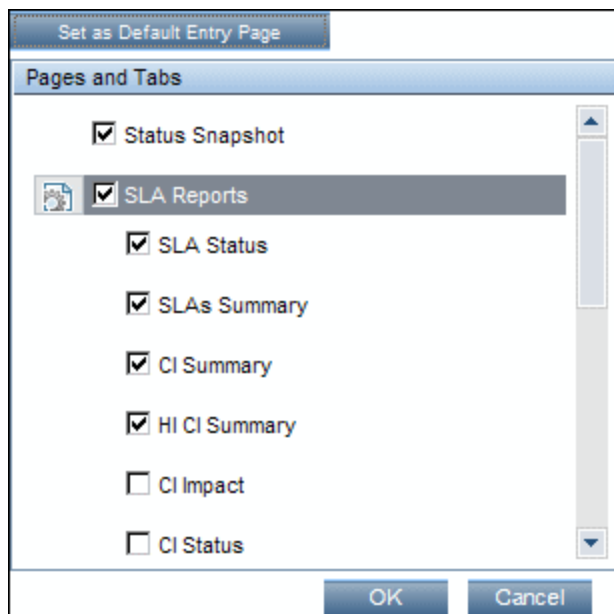 Set as Default Entry Page
Pages and Tabs
Status Snapshot
SLA Reports
SLA Status
SLAs Summary
CI Summary
HI CI Summary
CI Impact
CI Status
OK
Cancel